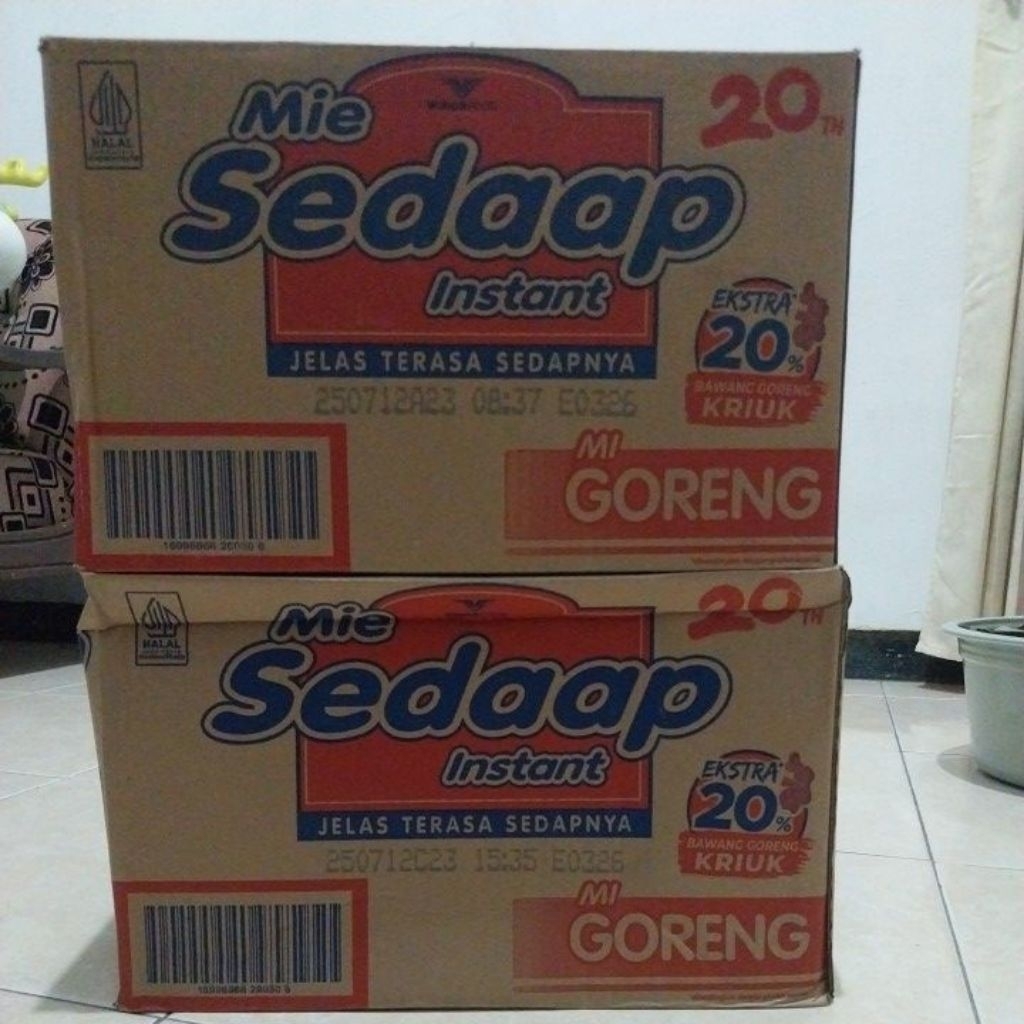 HALAL
20TH
Mie
Sedaap
Instant
JELAS TERASA SEDAPNYA
EKSTRA
20%
BAWANG GORENG
KRIUK
250712A23 08:37 E0326
MI
GORENG
HALAL
20TH
Mie
Sedaap
Instant
JELAS TERASA SEDAPNYA
EKSTRA
20%
BAWANG GORENG
KRIUK
250712C23 15:35 E0326
MI
GORENG